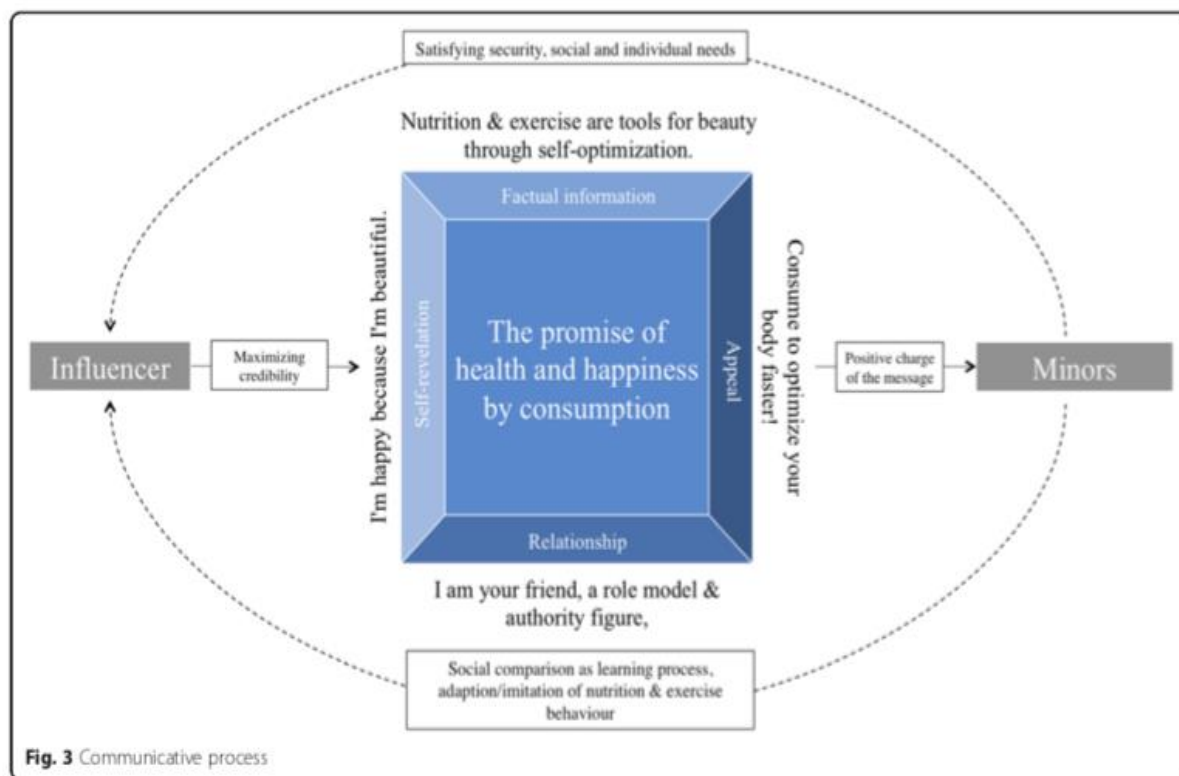 Satisfying security, social and individual needs
Nutrition & exercise are tools for beauty
through self-optimization.
Factual information
Influencer
Maximizing
credibility
I'm happy because I'm beautiful.
Self-revelation
The promise of
health and happiness
by consumption
Appeal
Consume to optimize your
body faster!
Positive charge
of the message
Minors
Relationship
I am your friend, a role model &
authority figure,
Social comparison as learning process,
adaption/imitation of nutrition & exercise
behaviour
Fig. 3 Communicative process